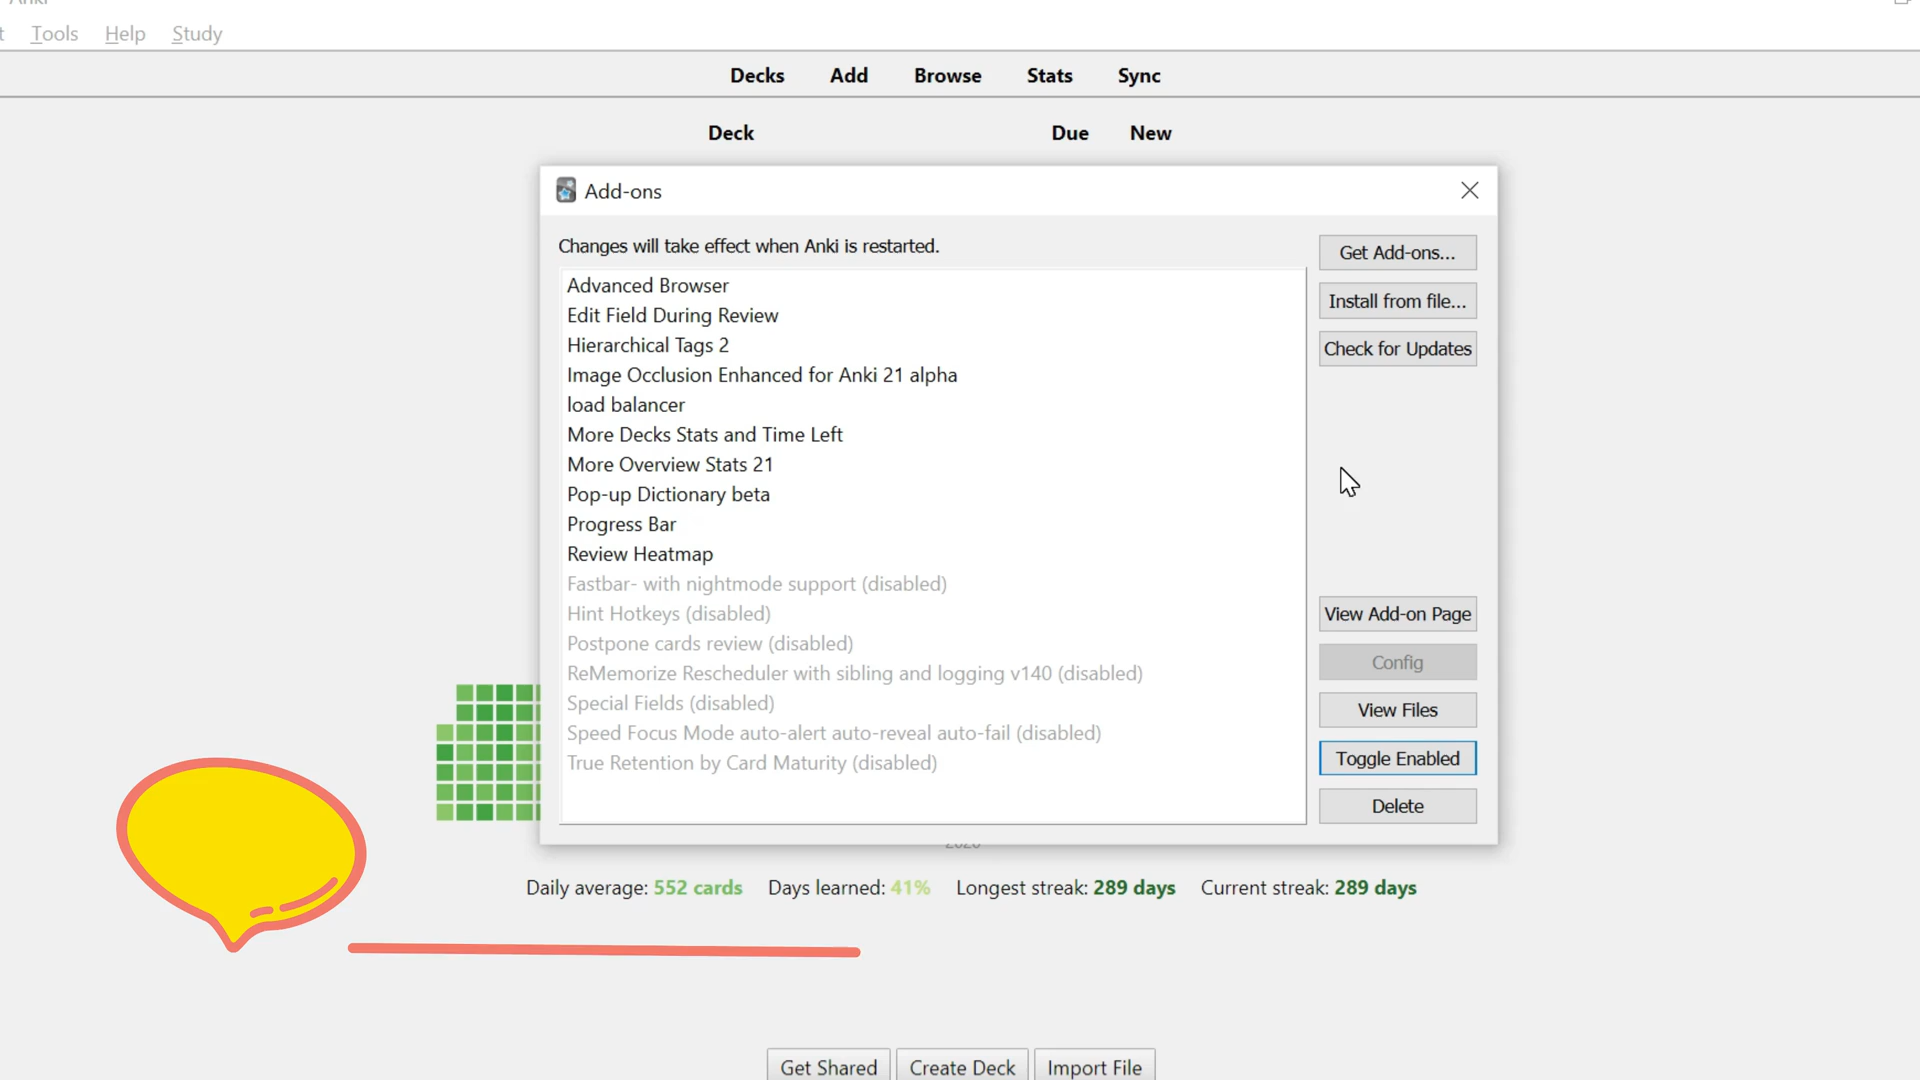 Tools Help Study
Decks Add Browse Stats Sync
Deck Due New
Add-ons
Changes will take effect when Anki is restarted.
Advanced Browser
Edit Field During Review
Hierarchical Tags 2
Image Occlusion Enhanced for Anki 21 alpha
load balancer
More Decks Stats and Time Left
More Overview Stats 21
Pop-up Dictionary beta
Progress Bar
Review Heatmap
Fastbar- with nightmode support (disabled)
Hint Hotkeys (disabled)
Postpone cards review (disabled)
ReMemorize Rescheduler with sibling and logging v140 (disabled)
Special Fields (disabled)
Speed Focus Mode auto-alert auto-reveal auto-fail (disabled)
True Retention by Card Maturity (disabled)
Get Add-ons...
Install from file...
Check for Updates
View Add-on Page
Config
View Files
Toggle Enabled
Delete
Daily average: 552 cards Days learned: 41% Longest streak: 289 days Current streak: 289 days
Get Shared Create Deck Import File